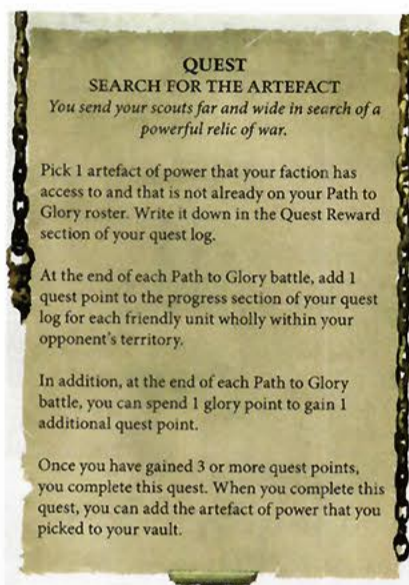 QUEST
SEARCH FOR THE ARTEFACT
You send your scouts far and wide in search of a
powerful relic of war.
Pick 1 artefact of power that your faction has
access to and that is not already on your Path to
Glory roster. Write it down in the Quest Reward
section of your quest log.
At the end of each Path to Glory battle, add 1
quest point to the progress section of your quest
log for each friendly unit wholly within your
opponent's territory.
In addition, at the end of each Path to Glory
battle, you can spend 1 glory point to gain 1
additional quest point.
Once you have gained 3 or more quest points,
you complete this quest. When you complete this
quest, you can add the artefact of power that you
picked to your vault.